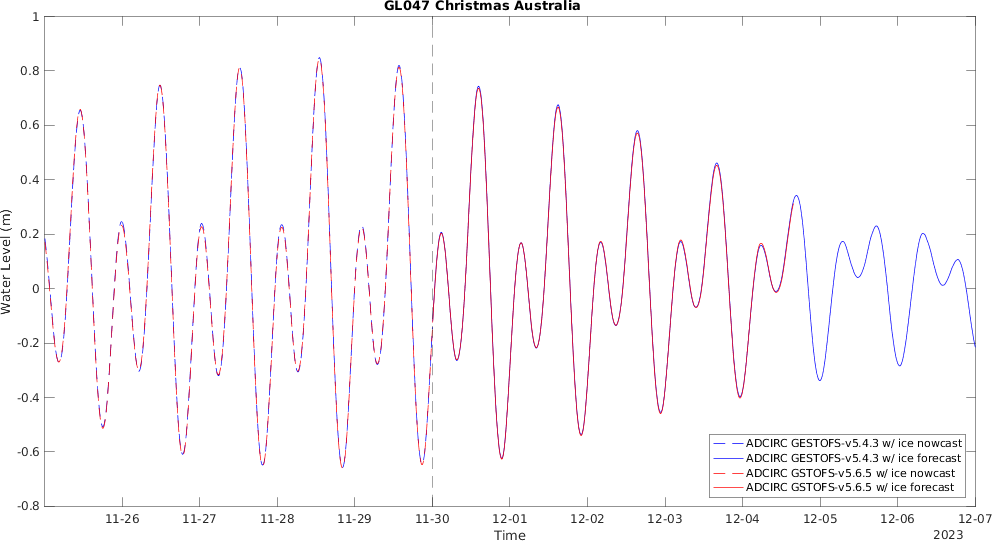 GL047 Christmas Australia
1
0.8
0.6
0.4
0.2
0
-0.2
-0.4
-0.6
-0.8
Water Level (m)
11-26 11-27 11-28 11-29 11-30 12-01 12-02 12-03 12-04 12-05 12-06 12-07
Time
2023
ADCIRC GESTOFS-v5.4.3 w/ ice nowcast
ADCIRC GESTOFS-v5.4.3 w/ ice forecast
ADCIRC GSTOFS-v5.6.5 w/ ice nowcast
ADCIRC GSTOFS-v5.6.5 w/ ice forecast